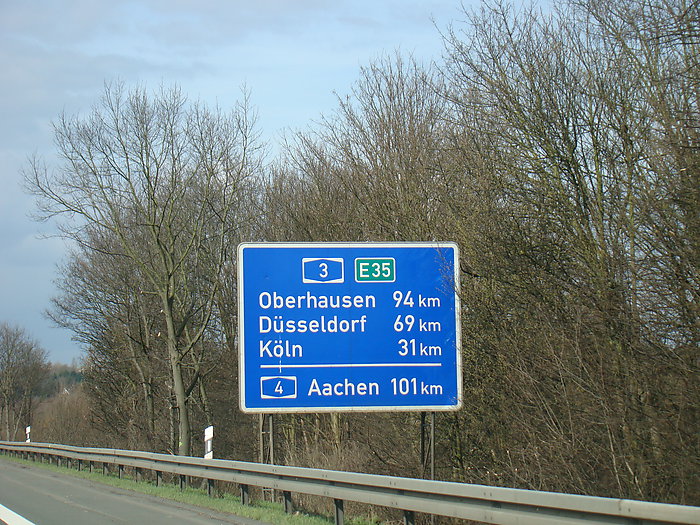 3 E35
Oberhausen 94 km
Düsseldorf 69 km
Köln 31 km
4 Aachen 101 km